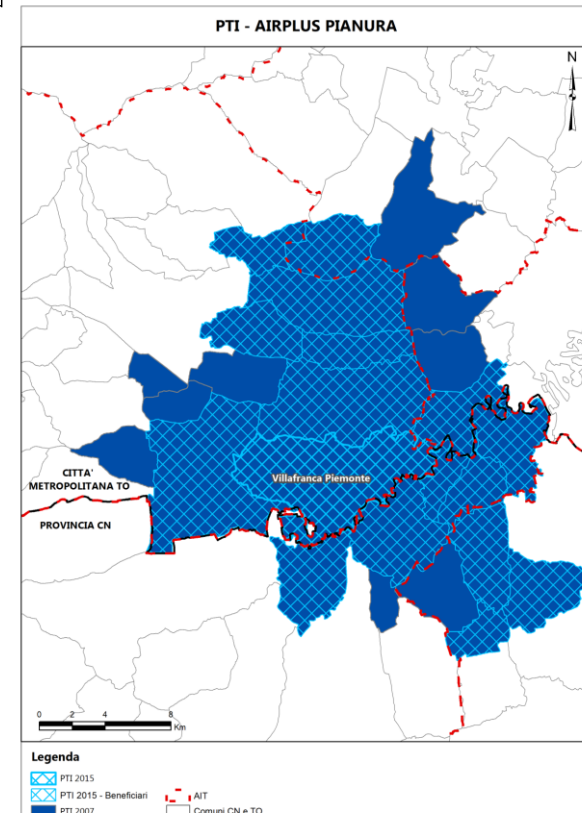 PTI - AIRPLUS PIANURA
N
Villafranca Piemonte
CITTA'
METROPOLITANA TO
PROVINCIA CN
0 2 4 8
Km
Legenda
PTI 2015
PTI 2015 - Beneficiari
PTI 2007
AIT
Comuni CN e TO